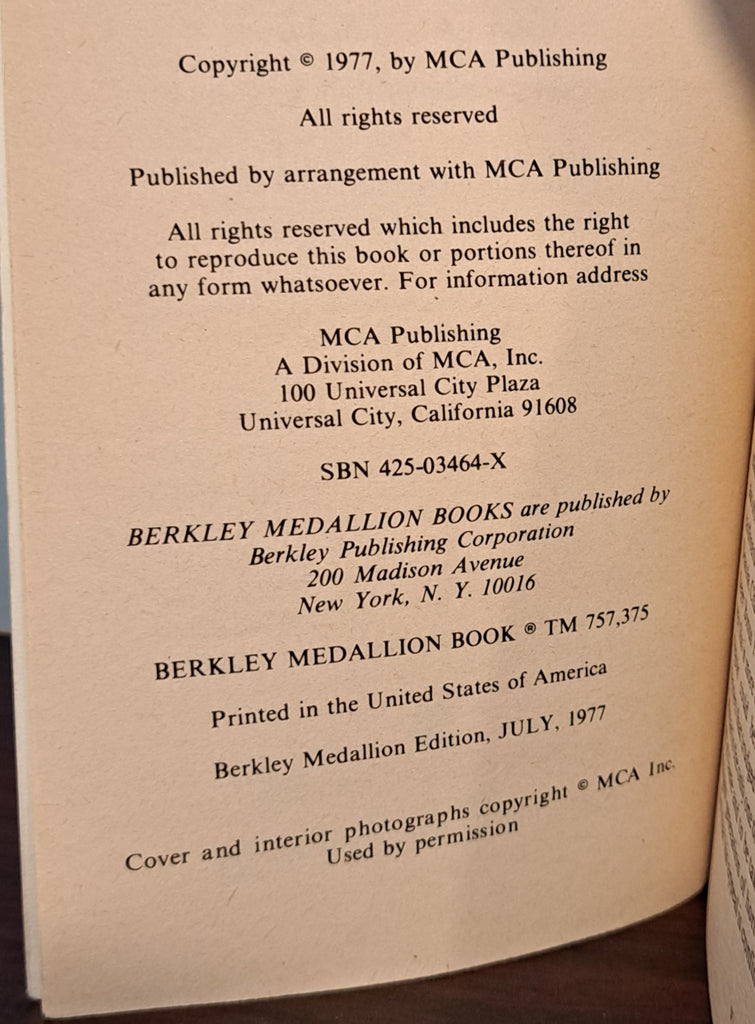 Copyright © 1977, by MCA Publishing
All rights reserved
Published by arrangement with MCA Publishing
All rights reserved which includes the right
to reproduce this book or portions thereof in
any form whatsoever. For information address
MCA Publishing
A Division of MCA, Inc.
100 Universal City Plaza
Universal City, California 91608
SBN 425-03464-X
BERKLEY MEDALLION BOOKS are published by
Berkley Publishing Corporation
200 Madison Avenue
New York, N. Y. 10016
BERKLEY MEDALLION BOOK ® TM 757,375
Printed in the United States of America
Berkley Medallion Edition, JULY, 1977
Cover and interior photographs copyright © MCA Inc.
Used by permission